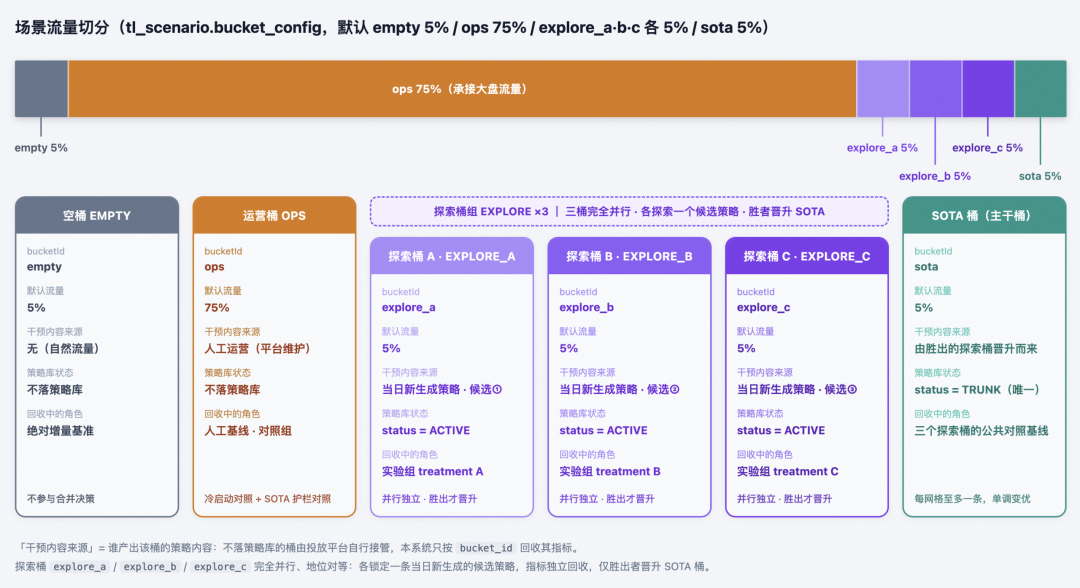 场景流量切分（tl_scenario.bucket_config，默认 empty 5% / ops 75% / explore_a·b·c 各 5% / sota 5%）
ops 75%（承接大盘流量）
empty 5%
explore_a 5%
explore_c 5%
explore_b 5%
sota 5%
空桶 EMPTY
bucketId
empty
默认流量
5%
干预内容来源
无（自然流量）
策略库状态
不落策略库
回收中的角色
绝对增量基准
不参与合并决策
运营桶 OPS
bucketId
ops
默认流量
75%
干预内容来源
人工运营（平台维护）
策略库状态
不落策略库
回收中的角色
人工基线 · 对照组
冷启动对照 + SOTA 护栏对照
探索桶组 EXPLORE ×3 ｜ 三桶完全并行 · 各探索一个候选策略 · 胜者晋升 SOTA
探索桶 A · EXPLORE_A
bucketId
explore_a
默认流量
5%
干预内容来源
当日新生成策略 · 候选①
策略库状态
status = ACTIVE
回收中的角色
实验组 treatment A
并行独立 · 胜出才晋升
探索桶 B · EXPLORE_B
bucketId
explore_b
默认流量
5%
干预内容来源
当日新生成策略 · 候选②
策略库状态
status = ACTIVE
回收中的角色
实验组 treatment B
并行独立 · 胜出才晋升
探索桶 C · EXPLORE_C
bucketId
explore_c
默认流量
5%
干预内容来源
当日新生成策略 · 候选③
策略库状态
status = ACTIVE
回收中的角色
实验组 treatment C
并行独立 · 胜出才晋升
SOTA 桶（主干桶）
bucketId
sota
默认流量
5%
干预内容来源
由胜出的探索桶晋升而来
策略库状态
status = TRUNK（唯一）
回收中的角色
三个探索桶的公共对照基线
每网格至多一条，单调变优
「干预内容来源」= 谁产出该桶的策略内容：不落策略库的桶由投放平台自行接管，本系统只按 bucket_id 回收其指标。
探索桶 explore_a / explore_b / explore_c 完全并行、地位对等：各锁定一条当日新生成的候选策略，指标独立回收，仅胜出者晋升 SOTA 桶。